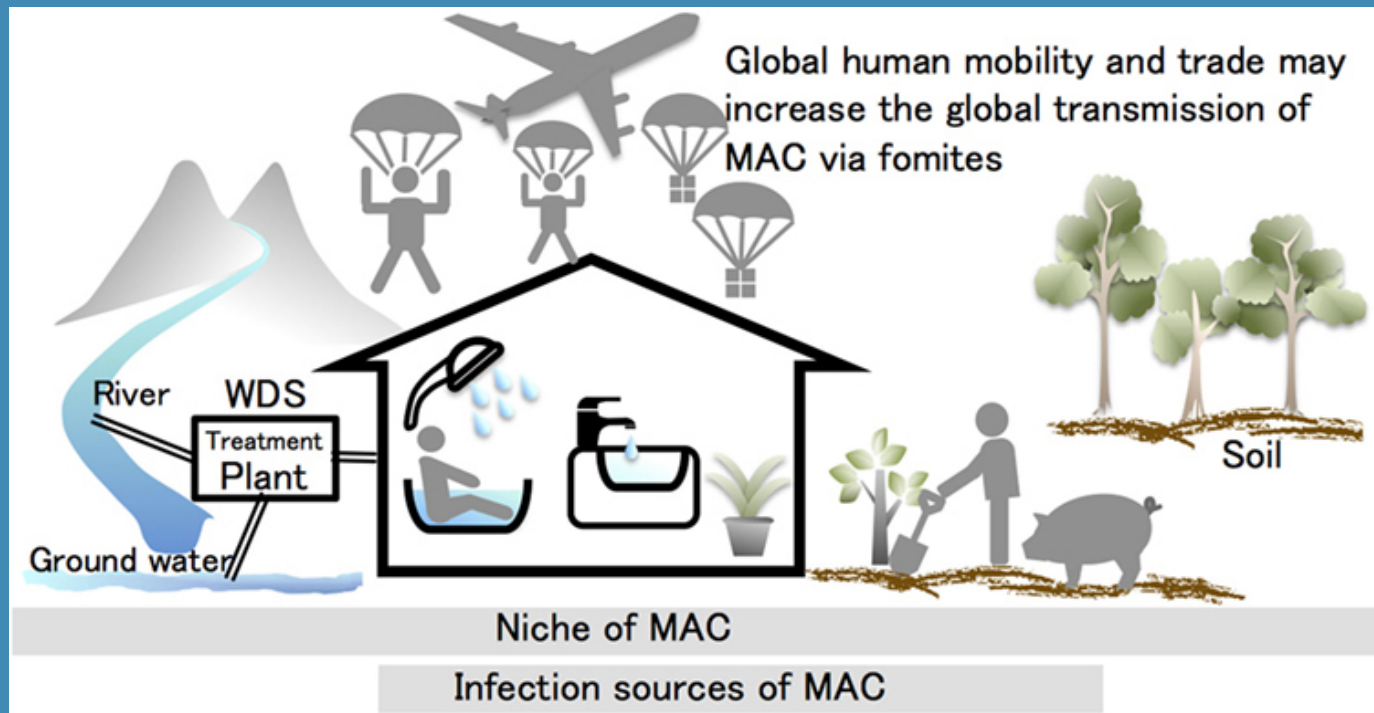 Global human mobility and trade may
increase the global transmission of
MAC via fomites
River
WDS
Treatment
Plant
Ground water
Soil
Niche of MAC
Infection sources of MAC